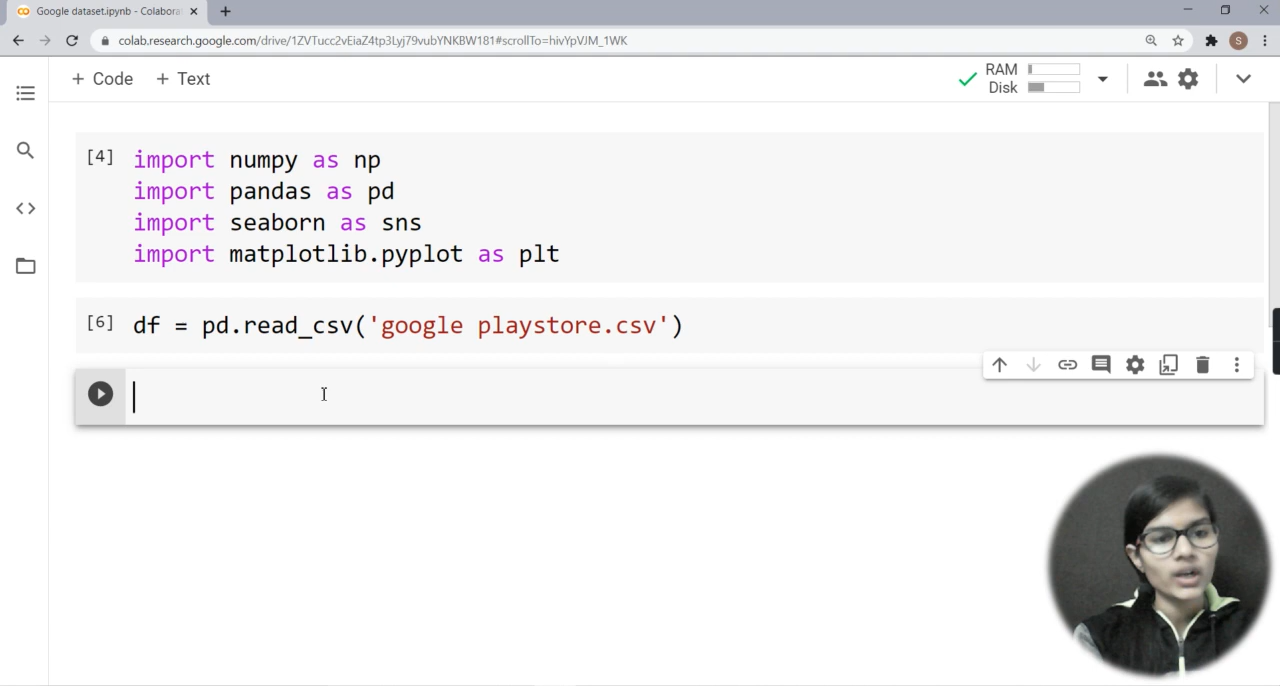 Google dataset.ipynb - Colabora
colab.research.google.com/drive/1ZVTucc2vEiaZ4tp3Lyj79vubYNKBW181#scrollTo=hivYpVJM_1WK
S
+ Code + Text
RAM
Disk
[4] import numpy as np
import pandas as pd
import seaborn as sns
import matplotlib.pyplot as plt
[6] df = pd.read_csv('google playstore.csv')